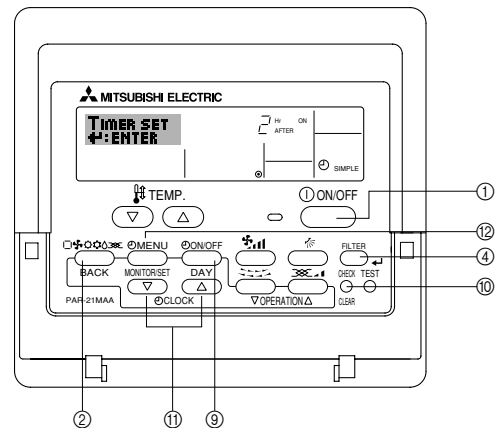 MITSUBISHI ELECTRIC
TIMER SET
↵:ENTER
2 Hr ON
AFTER
SIMPLE
TEMP.
ON/OFF
①
⑫
MENU
ON/OFF
FILTER
④
BACK
MONITOR/SET
DAY
CHECK TEST
⑩
PAR-21MAA
CLOCK
▽OPERATION△
CLEAR
②
⑪
⑨